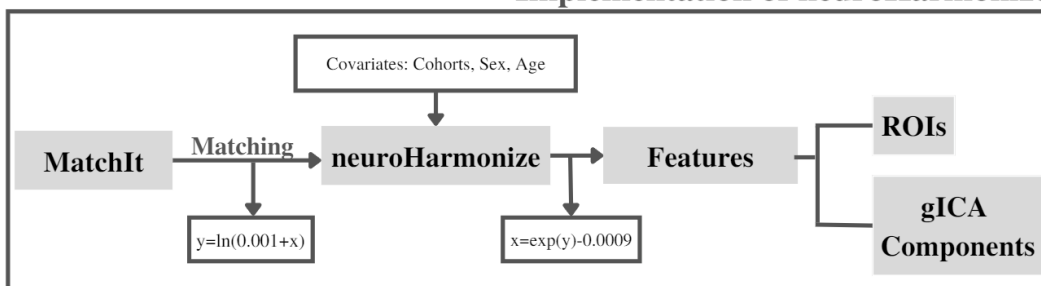 Covariates: Cohorts, Sex, Age
MatchIt
Matching
neuroHarmonize
Features
ROIs
gICA
Components
y=ln(0.001+x)
x=exp(y)-0.0009